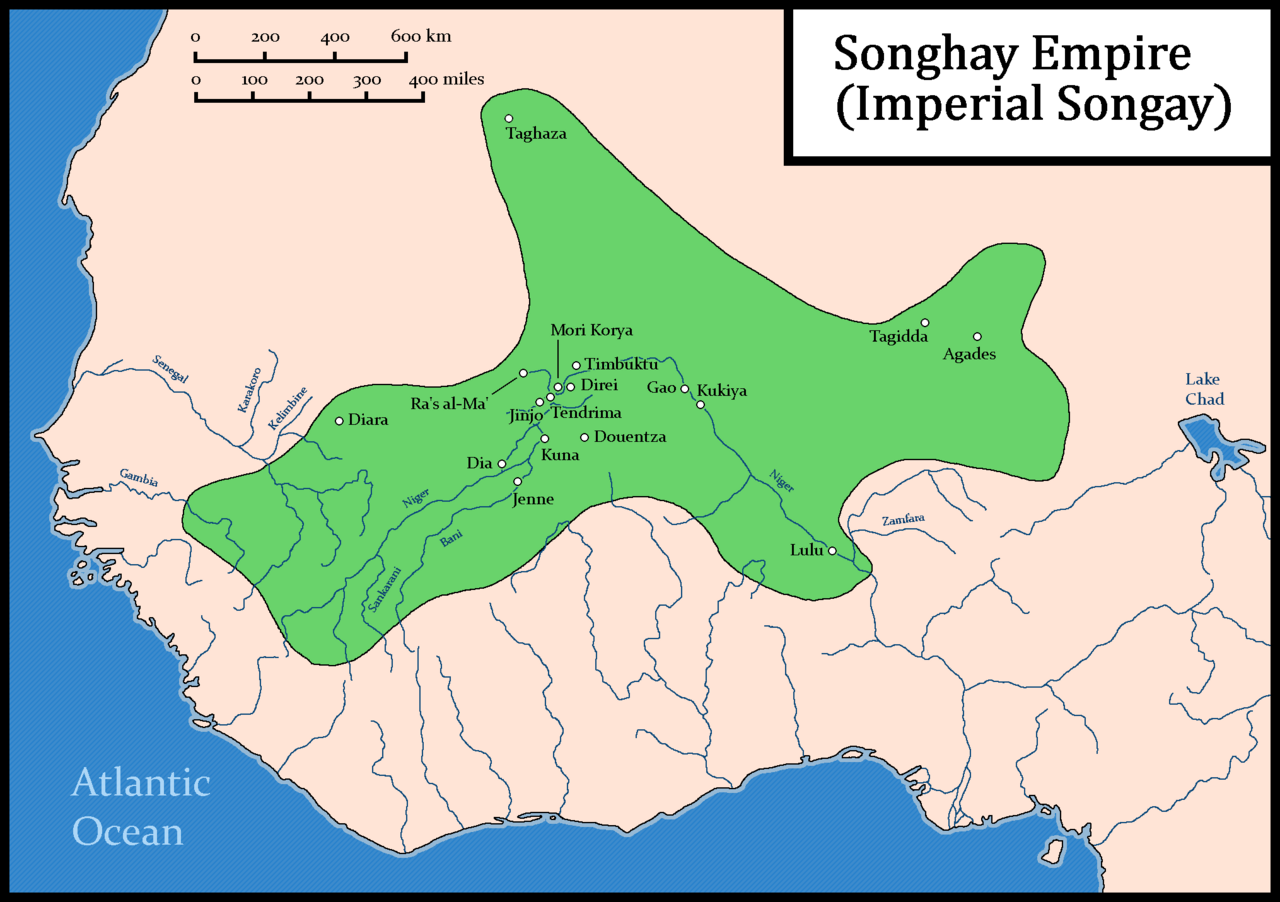 0 200 400 600 km
0 100 200 300 400 miles
Songhay Empire
(Imperial Songay)
Taghaza
Mori Korya
Tagidda
Agades
Timbuktu
Senegal
Karakoro
Kelimbine
Ra's al-Ma'
Direi
Gao
Kukiya
Lake
Chad
Diara
Jinjo
Tendrima
Douentza
Kuna
Dia
Gambia
Niger
Jenne
Niger
Zamfara
Bani
Lulu
Sankarani
Atlantic
Ocean